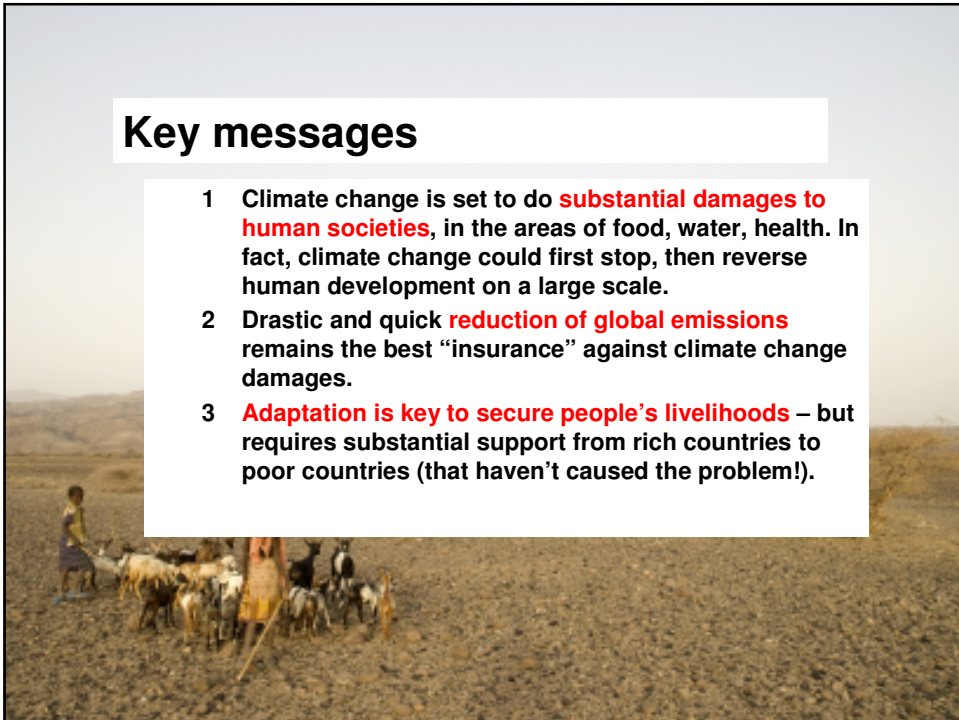 Key messages
1 Climate change is set to do substantial damages to
human societies, in the areas of food, water, health. In
fact, climate change could first stop, then reverse
human development on a large scale.
2 Drastic and quick reduction of global emissions
remains the best “insurance” against climate change
damages.
3 Adaptation is key to secure people’s livelihoods – but
requires substantial support from rich countries to
poor countries (that haven’t caused the problem!).